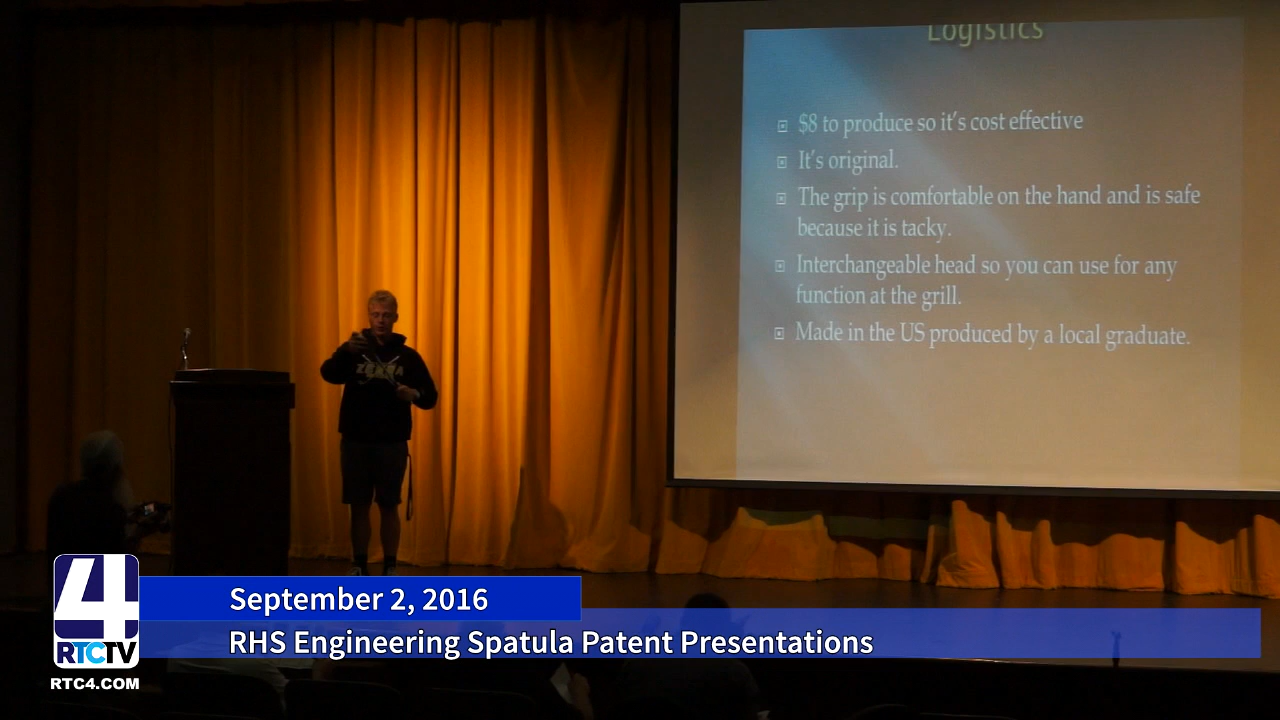 Logistics
$8 to produce so it's cost effective
It's original.
The grip is comfortable on the hand and is safe
because it is tacky.
Interchangeable head so you can use for any
function at the grill.
Made in the US produced by a local graduate.
4
RTCTV
RTC4.COM
September 2, 2016
RHS Engineering Spatula Patent Presentations